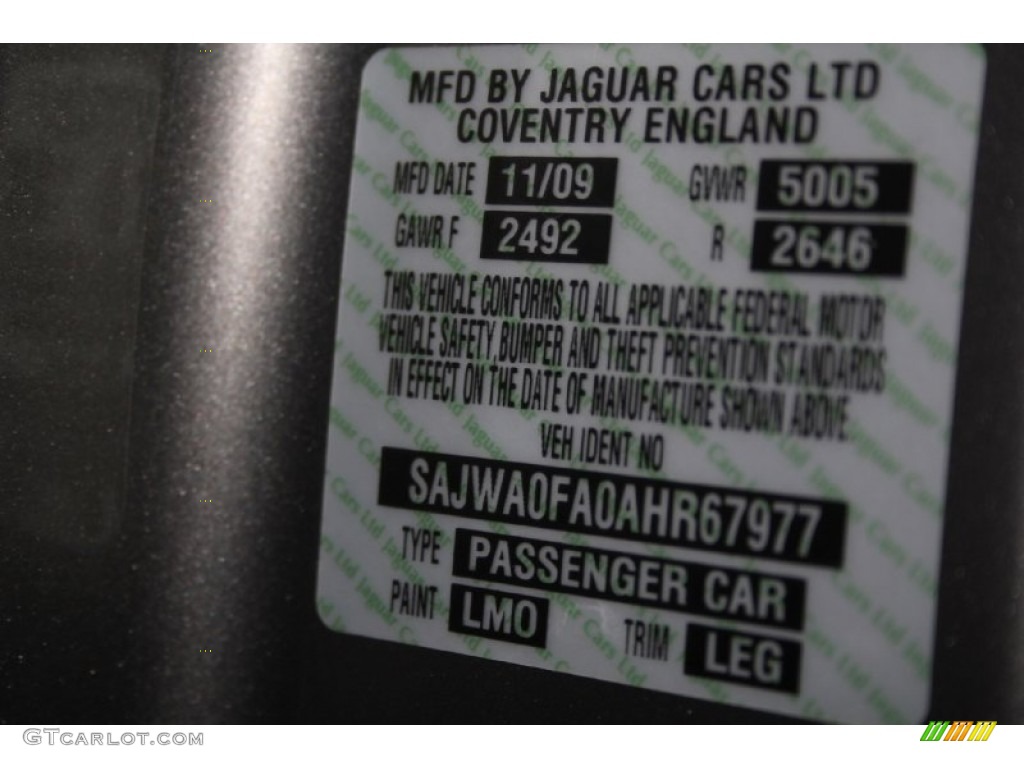 MFD BY JAGUAR CARS LTD
COVENTRY ENGLAND
MFD DATE 11/09 GVWR 5005
GAWR F 2492 R 2646
THIS VEHICLE CONFORMS TO ALL APPLICABLE FEDERAL MOTOR
VEHICLE SAFETY, BUMPER AND THEFT PREVENTION STANDARDS
IN EFFECT ON THE DATE OF MANUFACTURE SHOWN ABOVE
VEH IDENT NO
SAJWA0FA0AHR67977
TYPE PASSENGER CAR
PAINT LMO TRIM LEG
GTCarlot.com